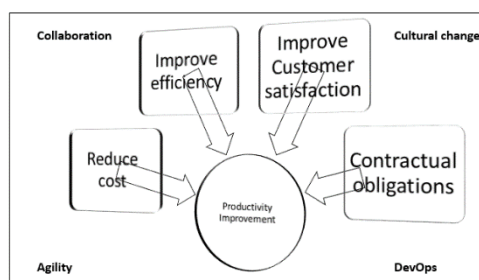 Collaboration
Cultural change
Improve
efficiency
Improve
Customer
satisfaction
Reduce
cost
Contractual
obligations
Productivity
Improvement
Agility
DevOps